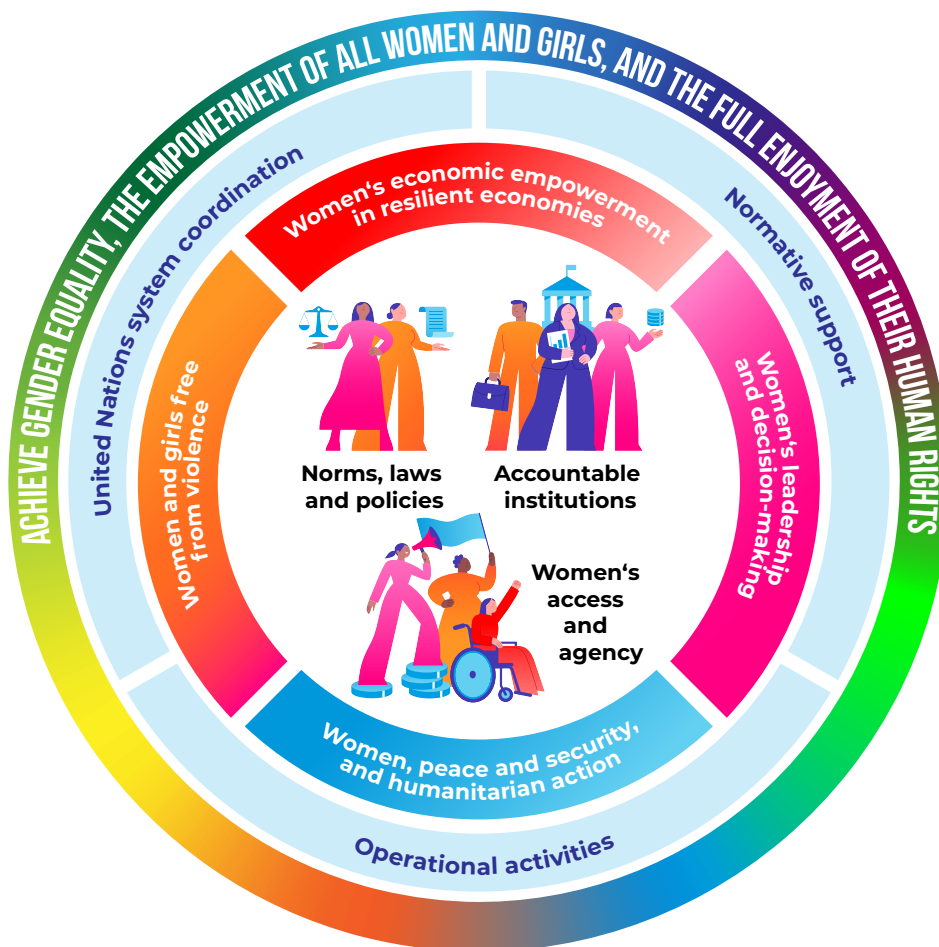 ACHIEVE GENDER EQUALITY, THE EMPOWERMENT OF ALL WOMEN AND GIRLS, AND THE FULL ENJOYMENT OF THEIR HUMAN RIGHTS
United Nations system coordination
Normative support
Operational activities
Women‘s economic empowerment
in resilient economies
Women and girls free
from violence
Women‘s leadership
and decision-making
Women, peace and security,
and humanitarian action
Norms, laws
and policies
Accountable
institutions
Women‘s
access
and
agency